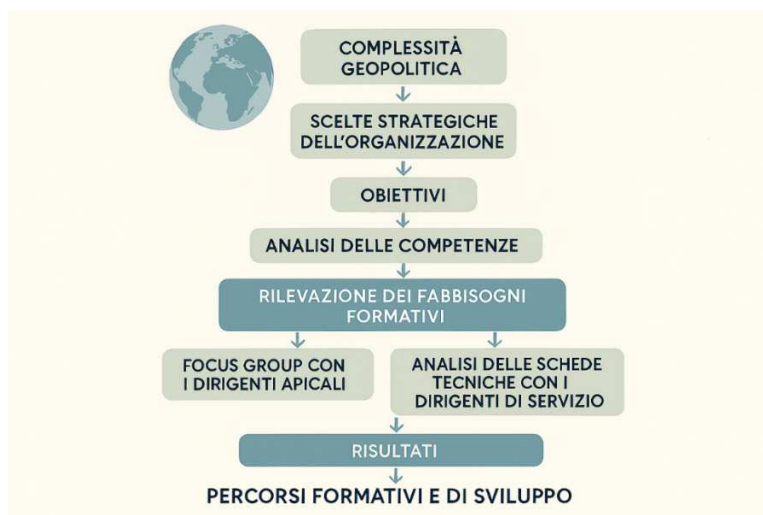 COMPLESSITÀ
GEOPOLITICA
SCELTE STRATEGICHE
DELL'ORGANIZZAZIONE
OBIETTIVI
ANALISI DELLE COMPETENZE
RILEVAZIONE DEI FABBISOGNI
FORMATIVI
FOCUS GROUP CON
I DIRIGENTI APICALI
ANALISI DELLE SCHEDE
TECNICHE CON I
DIRIGENTI DI SERVIZIO
RISULTATI
PERCORSI FORMATIVI E DI SVILUPPO